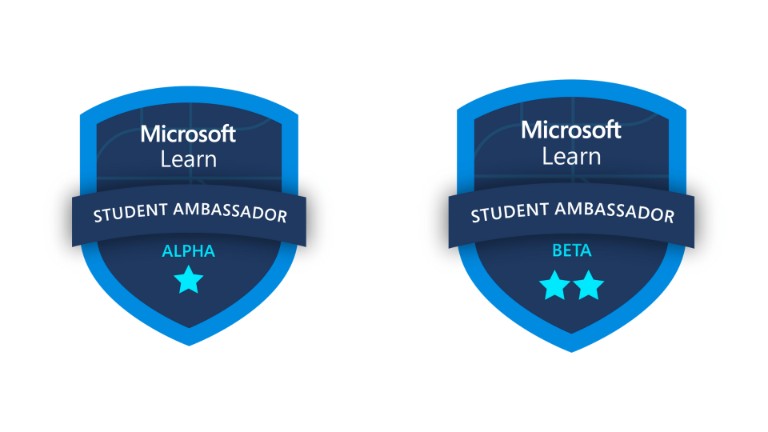 Microsoft
Learn
STUDENT AMBASSADOR
ALPHA
Microsoft
Learn
STUDENT AMBASSADOR
BETA